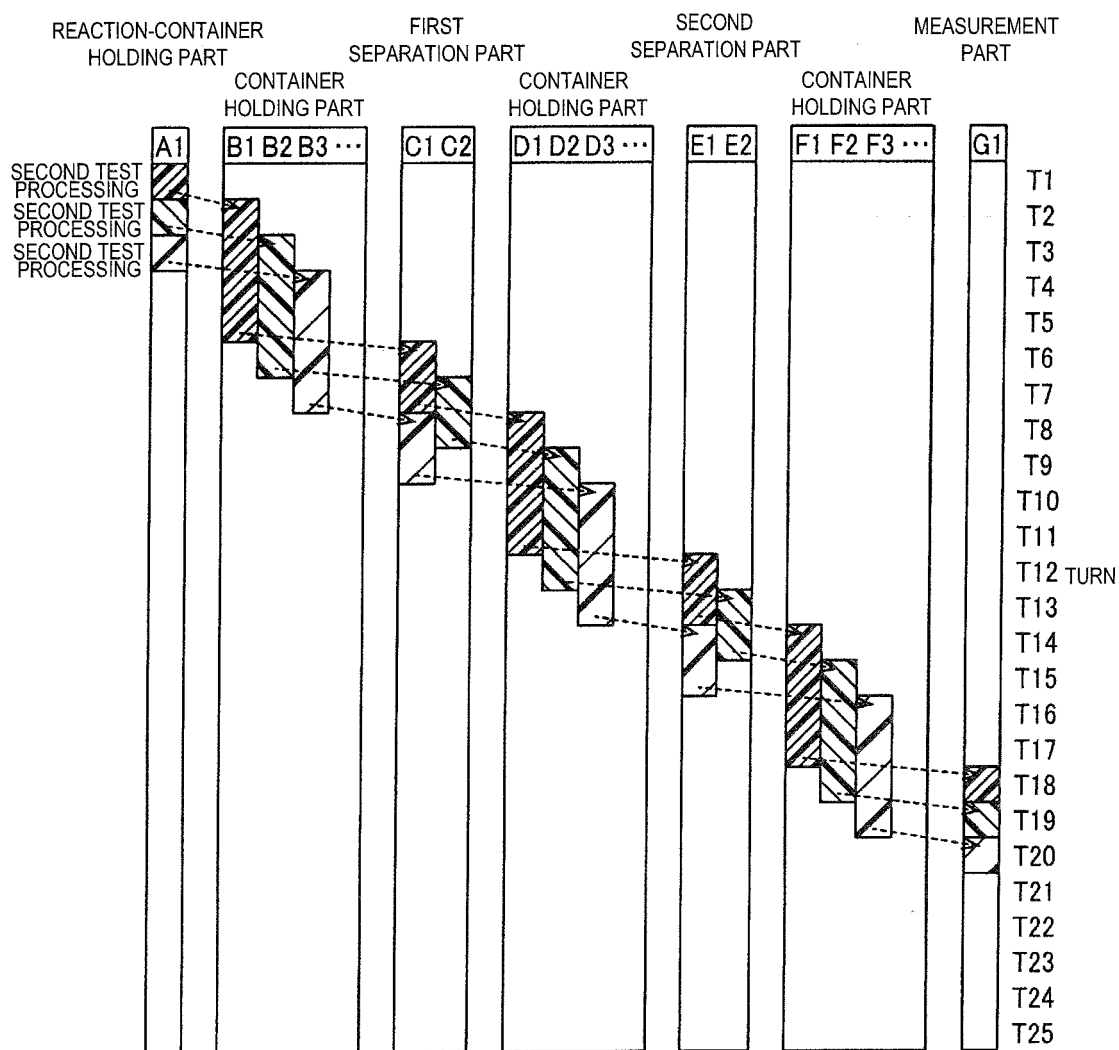 REACTION-CONTAINER
HOLDING PART
FIRST
SEPARATION PART
SECOND
SEPARATION PART
MEASUREMENT
PART
CONTAINER
HOLDING PART
CONTAINER
HOLDING PART
CONTAINER
HOLDING PART
A1
B1 B2 B3 ···
C1 C2
D1 D2 D3 ···
E1 E2
F1 F2 F3 ···
G1
SECOND TEST
PROCESSING
SECOND TEST
PROCESSING
SECOND TEST
PROCESSING
T1
T2
T3
T4
T5
T6
T7
T8
T9
T10
T11
T12 TURN
T13
T14
T15
T16
T17
T18
T19
T20
T21
T22
T23
T24
T25